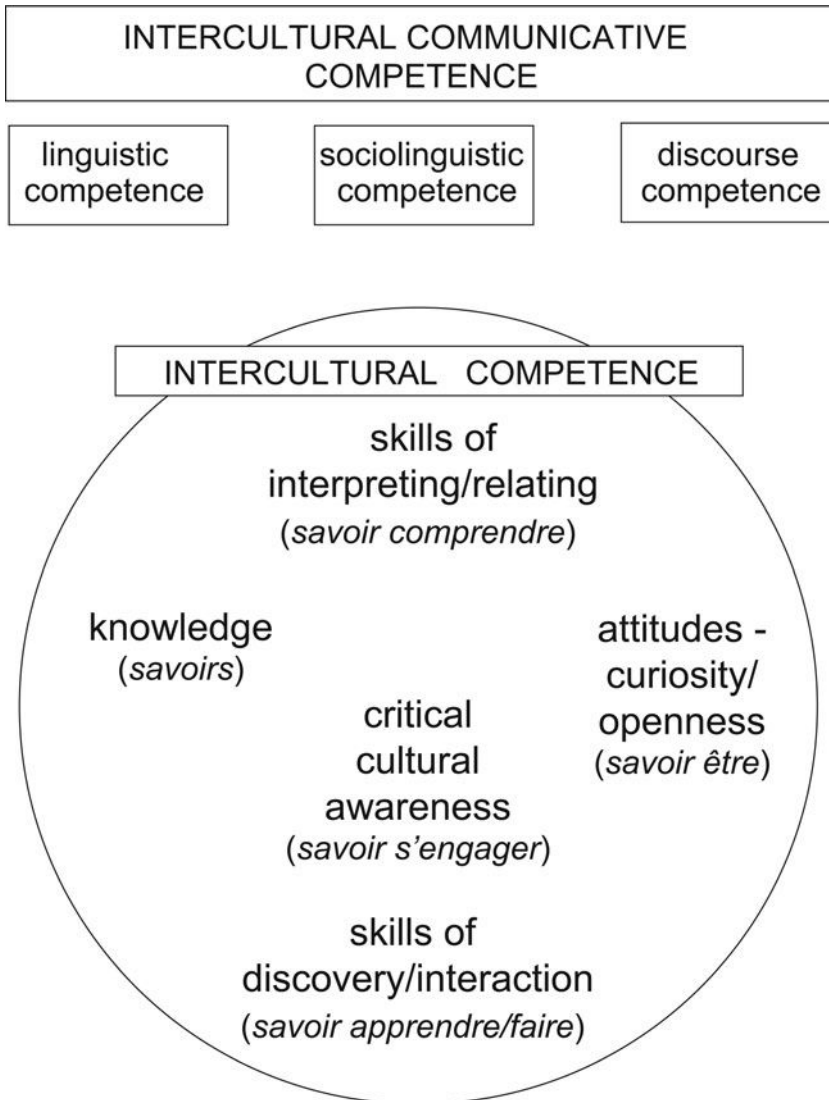 INTERCULTURAL COMMUNICATIVE
COMPETENCE
linguistic
competence
sociolinguistic
competence
discourse
competence
INTERCULTURAL COMPETENCE
skills of
interpreting/relating
(savoir comprendre)
knowledge
(savoirs)
attitudes -
curiosity/
openness
(savoir être)
critical
cultural
awareness
(savoir s’engager)
skills of
discovery/interaction
(savoir apprendre/faire)